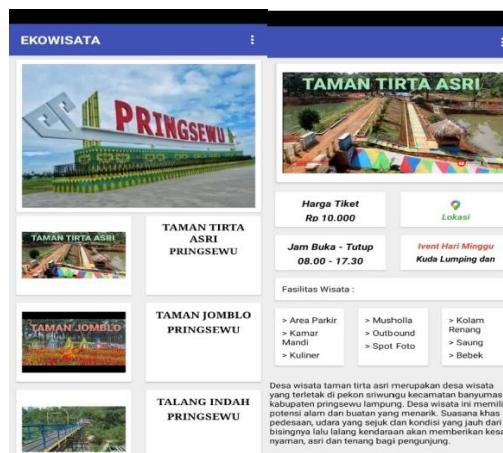 EKOWISATA
PRINGSEWU
TAMAN TIRTA ASRI
TAMAN TIRTA
ASRI
PRINGSEWU
TAMAN JOMBLO
TAMAN JOMBLO
PRINGSEWU
TALANG INDAH
PRINGSEWU
TAMAN TIRTA ASRI
Harga Tiket
Rp 10.000
Lokasi
Jam Buka - Tutup
08.00 - 17.30
Ivent Hari Minggu
Kuda Lumping dan
Fasilitas Wisata :
> Area Parkir
> Kamar
Mandi
> Kuliner
> Musholla
> Outbound
> Spot Foto
> Kolam
Renang
> Saung
> Bebek
Desa wisata taman tirta asri merupakan desa wisata
yang terletak di pekon sriwungu kecamatan banyumas
kabupaten pringsewu lampung. Desa wisata ini memili
potensi alam dan buatan yang menarik. Suasana khas
pedesaan, udara yang sejuk dan kondisi yang jauh dari
bisingnya lalu lalang kendaraan akan memberikan kesa
nyaman, asri dan tenang bagi pengunjung.